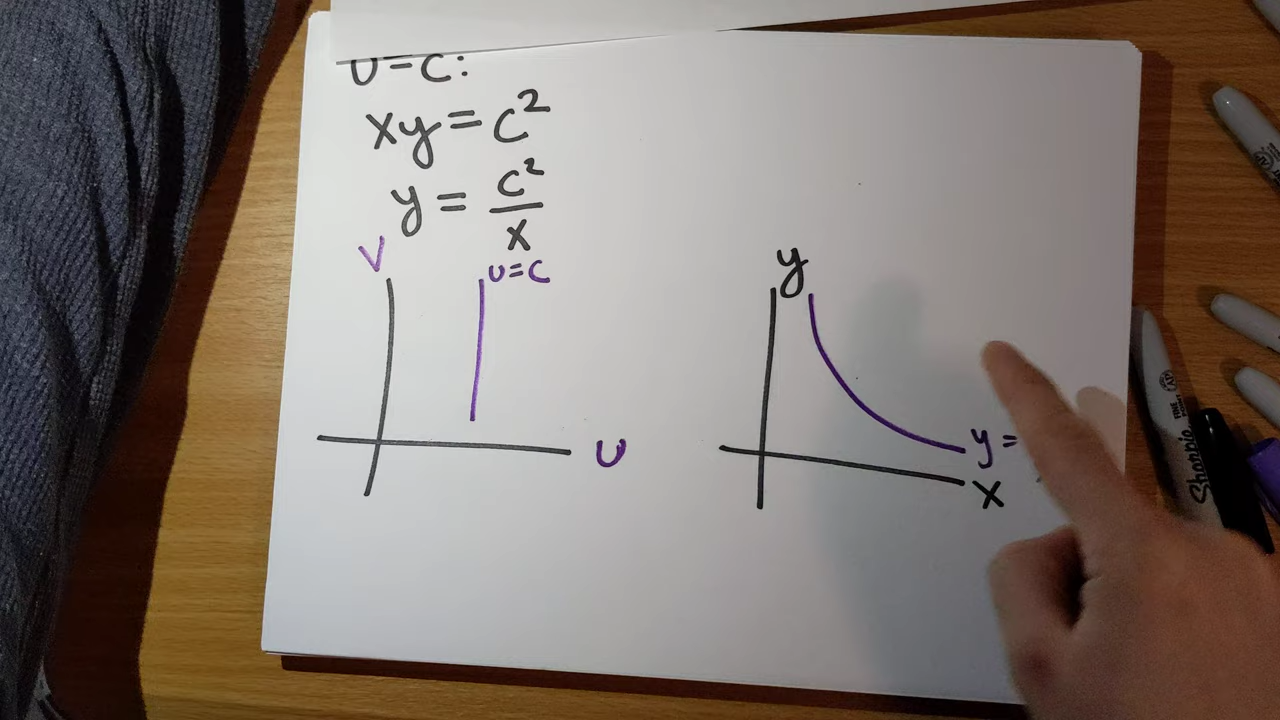 U=C:
xy = c²
y = c²/x
V
U=C
U
y
y=
x
Sharpie